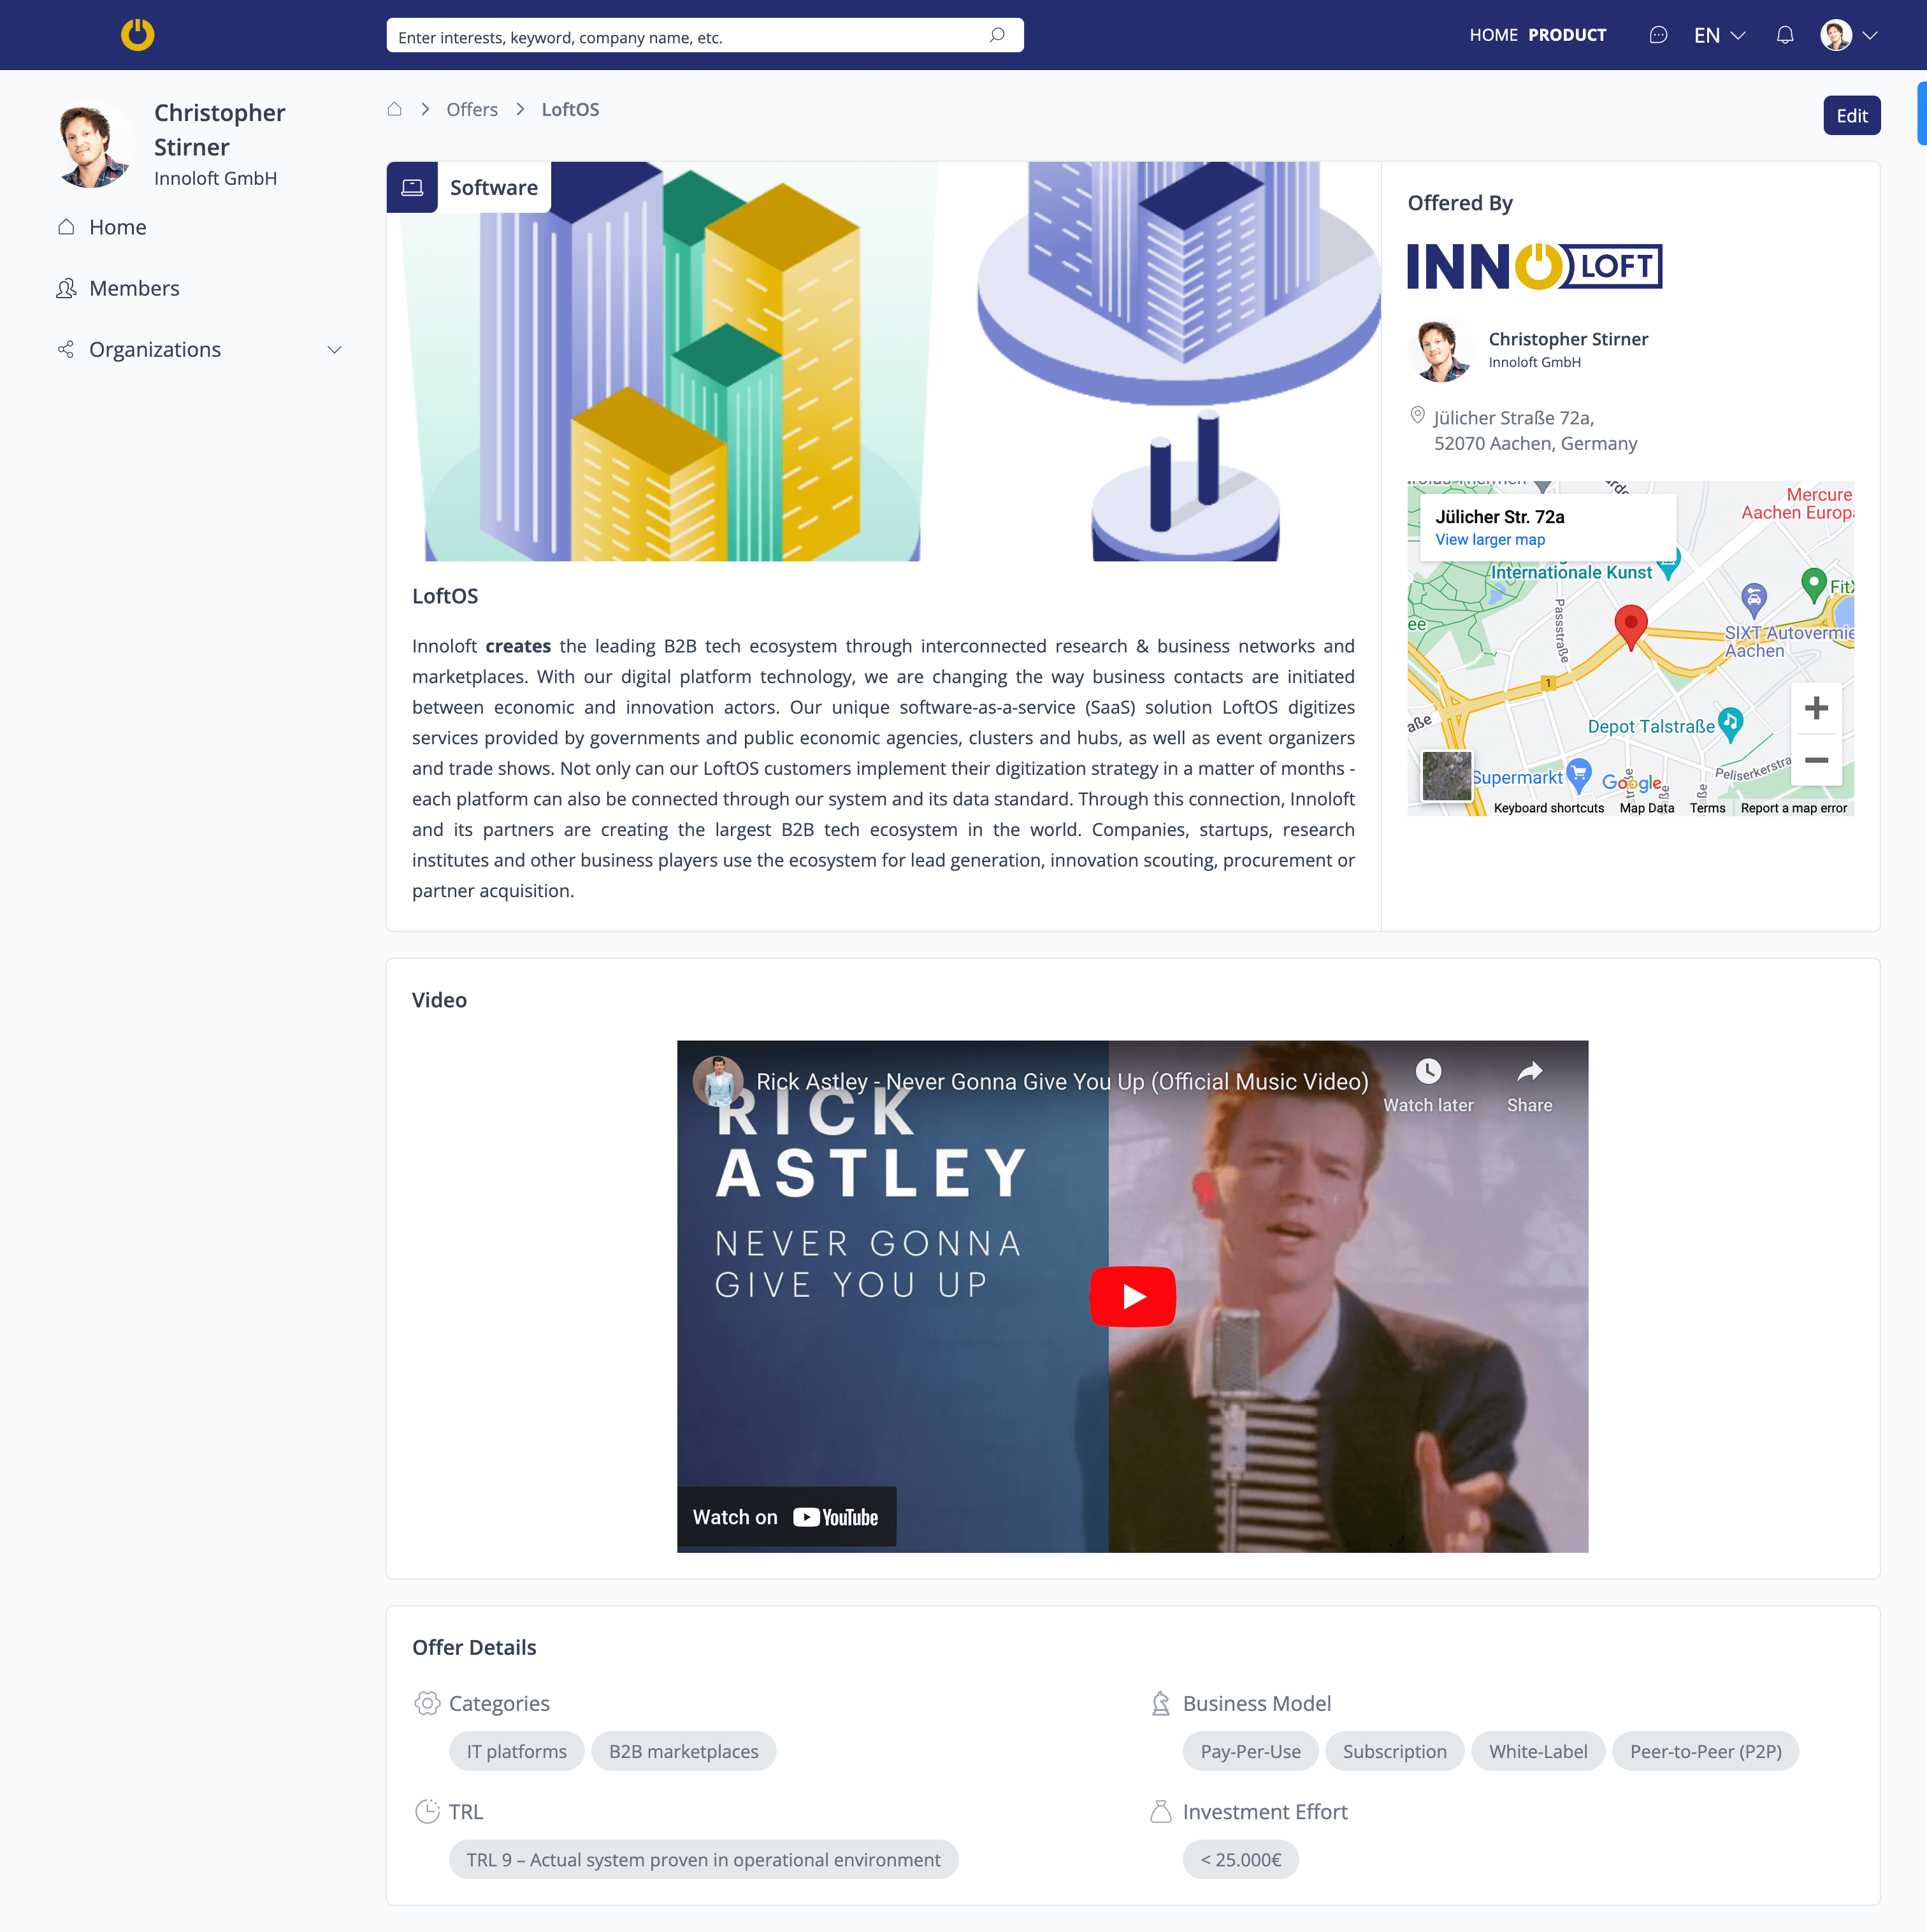 Enter interests, keyword, company name, etc.
HOME PRODUCT
EN
Christopher
Stirner
Innoloft GmbH
Home
Members
Organizations
Offers
LoftOS
Edit
Software
LoftOS
Innoloft creates the leading B2B tech ecosystem through interconnected research & business networks and
marketplaces. With our digital platform technology, we are changing the way business contacts are initiated
between economic and innovation actors. Our unique software-as-a-service (SaaS) solution LoftOS digitizes
services provided by governments and public economic agencies, clusters and hubs, as well as event organizers
and trade shows. Not only can our LoftOS customers implement their digitization strategy in a matter of months -
each platform can also be connected through our system and its data standard. Through this connection, Innoloft
and its partners are creating the largest B2B tech ecosystem in the world. Companies, startups, research
institutes and other business players use the ecosystem for lead generation, innovation scouting, procurement or
partner acquisition.
Offered By
INNOLOFT
Christopher Stirner
Innoloft GmbH
Jülicher Straße 72a,
52070 Aachen, Germany
Mercure
Aachen Europa
Jülicher Str. 72a
View larger map
Internationale Kunst
Passstraße
SIXT Autovermie
Aachen
1
Depot Talstraße
Peliserkerstra
Supermarkt
Google
Keyboard shortcuts
Map Data
Terms
Report a map error
Video
Rick Astley - Never Gonna Give You Up (Official Music Video)
Watch later
Share
RICK
ASTLEY
NEVER GONNA
GIVE YOU UP
Watch on YouTube
Offer Details
Categories
IT platforms
B2B marketplaces
Business Model
Pay-Per-Use
Subscription
White-Label
Peer-to-Peer (P2P)
TRL
TRL 9 – Actual system proven in operational environment
Investment Effort
< 25.000€